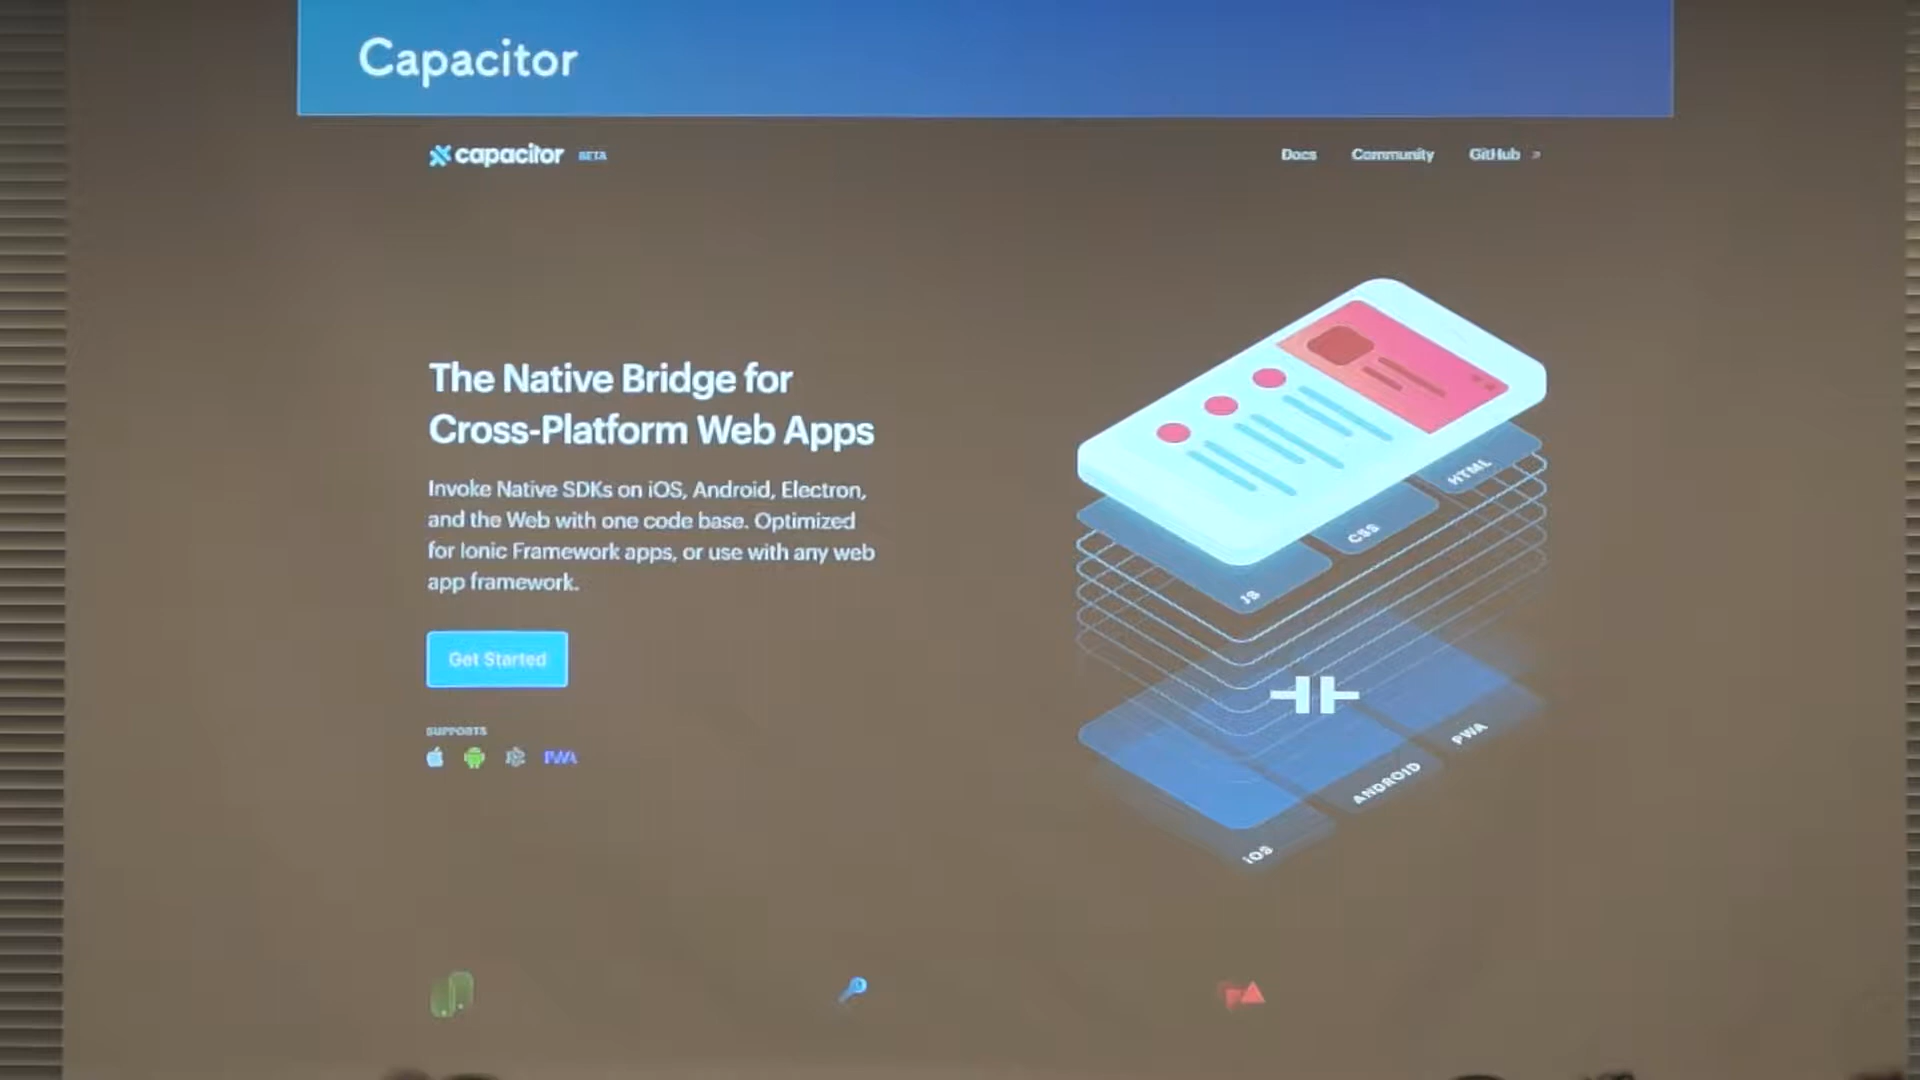 Capacitor
capacitor BETA
Docs Community GitHub »
The Native Bridge for
Cross-Platform Web Apps
Invoke Native SDKs on iOS, Android, Electron,
and the Web with one code base. Optimized
for Ionic Framework apps, or use with any web
app framework.
Get Started
SUPPORTS
PWA
HTML
CSS
JS
PWA
ANDROID
iOS